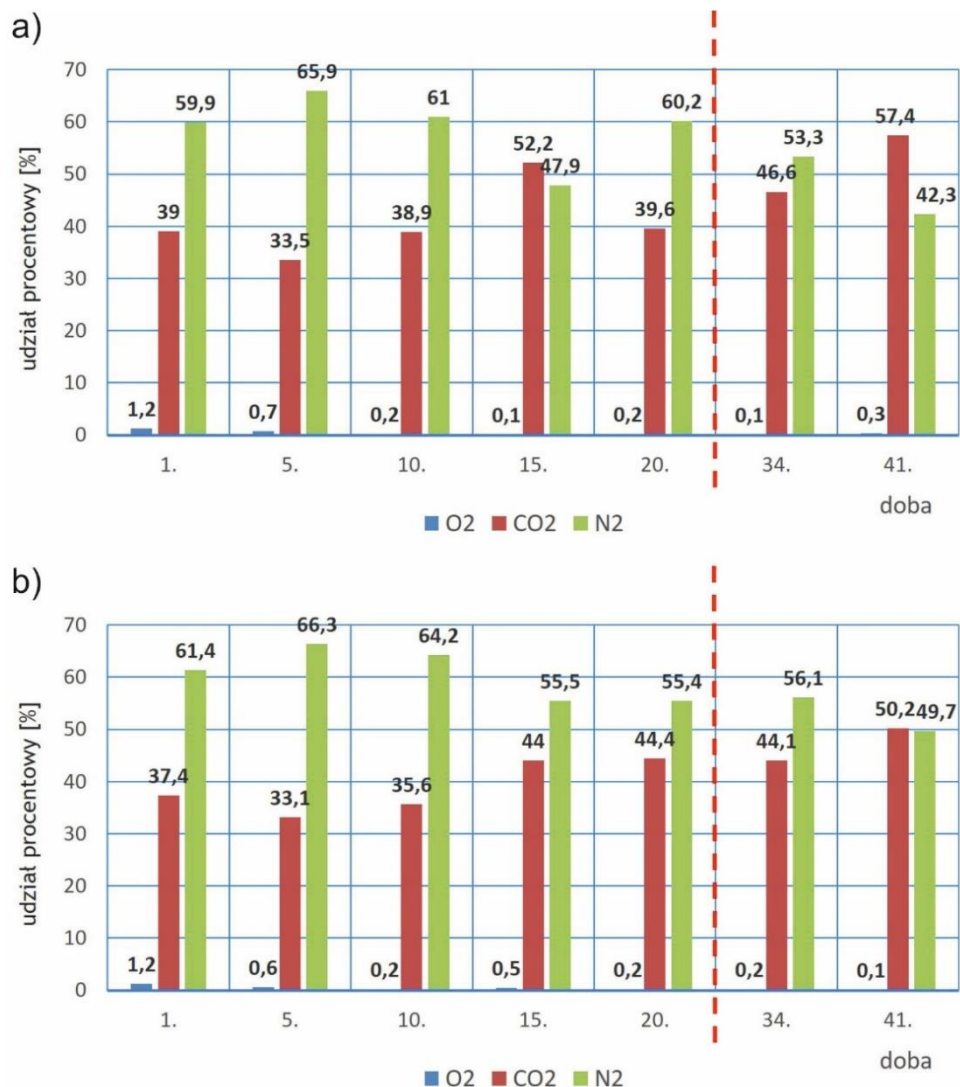 a)
udział procentowy [%]
70
60
50
40
30
20
10
0
1,2 39 59,9
0,7 33,5 65,9
0,2 38,9 61
0,1 52,2 47,9
0,2 39,6 60,2
0,1 46,6 53,3
0,3 57,4 42,3
1. 5. 10. 15. 20. 34. 41.
doba
O2 CO2 N2
b)
udział procentowy [%]
70
60
50
40
30
20
10
0
1,2 37,4 61,4
0,6 33,1 66,3
0,2 35,6 64,2
0,5 44 55,5
0,2 44,4 55,4
0,2 44,1 56,1
0,1 50,2 49,7
1. 5. 10. 15. 20. 34. 41.
doba
O2 CO2 N2